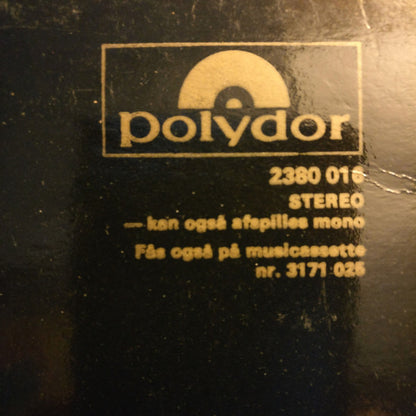 polydor
2380 016
STEREO
— kan også afspilles mono
Fås også på musicassette
nr. 3171 025